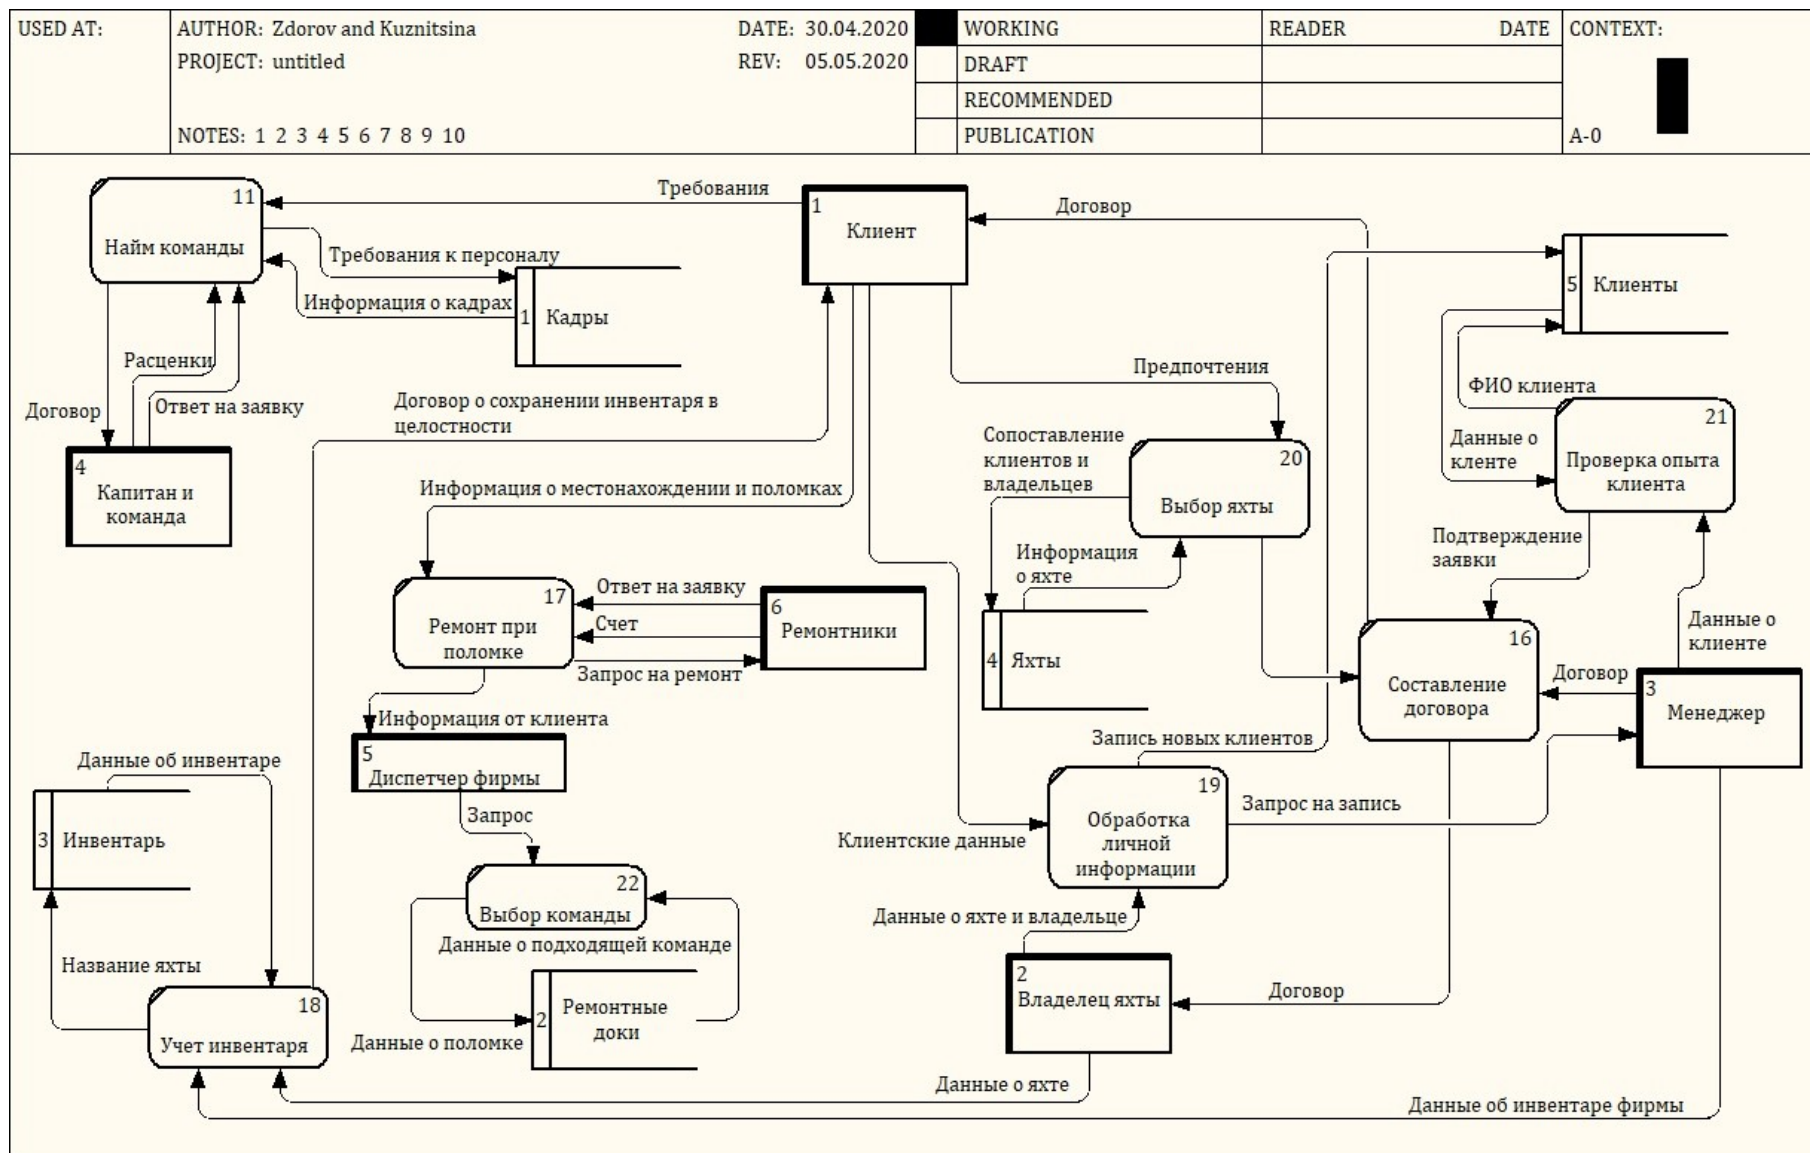 USED AT:
AUTHOR: Zdorov and Kuznitsina
DATE: 30.04.2020
WORKING
READER
DATE
CONTEXT:
PROJECT: untitled
REV: 05.05.2020
DRAFT
RECOMMENDED
NOTES: 1 2 3 4 5 6 7 8 9 10
PUBLICATION
A-0
11
Найм команды
Требования
1
Клиент
Договор
Требования к персоналу
Информация о кадрах
1
Кадры
5
Клиенты
Расценки
Ответ на заявку
Договор
4
Капитан и
команда
Договор о сохранении инвентаря в
целостности
Предпочтения
ФИО клиента
21
Проверка опыта
клиента
Данные о
кленте
Сопоставление
клиентов и
владельцев
20
Выбор яхты
Информация о местонахождении и поломках
Информация
о яхте
Подтверждение
заявки
17
Ремонт при
поломке
Ответ на заявку
Счет
Запрос на ремонт
6
Ремонтники
4
Яхты
16
Составление
договора
Данные о
клиенте
Договор
3
Менеджер
Информация от клиента
5
Диспетчер фирмы
Запись новых клиентов
Данные об инвентаре
3
Инвентарь
Запрос
19
Обработка
личной
информации
Запрос на запись
Клиентские данные
22
Выбор команды
Данные о подходящей команде
Данные о яхте и владельце
Название яхты
2
Владелец яхты
Договор
18
Учет инвентаря
2
Ремонтные
доки
Данные о поломке
Данные о яхте
Данные об инвентаре фирмы